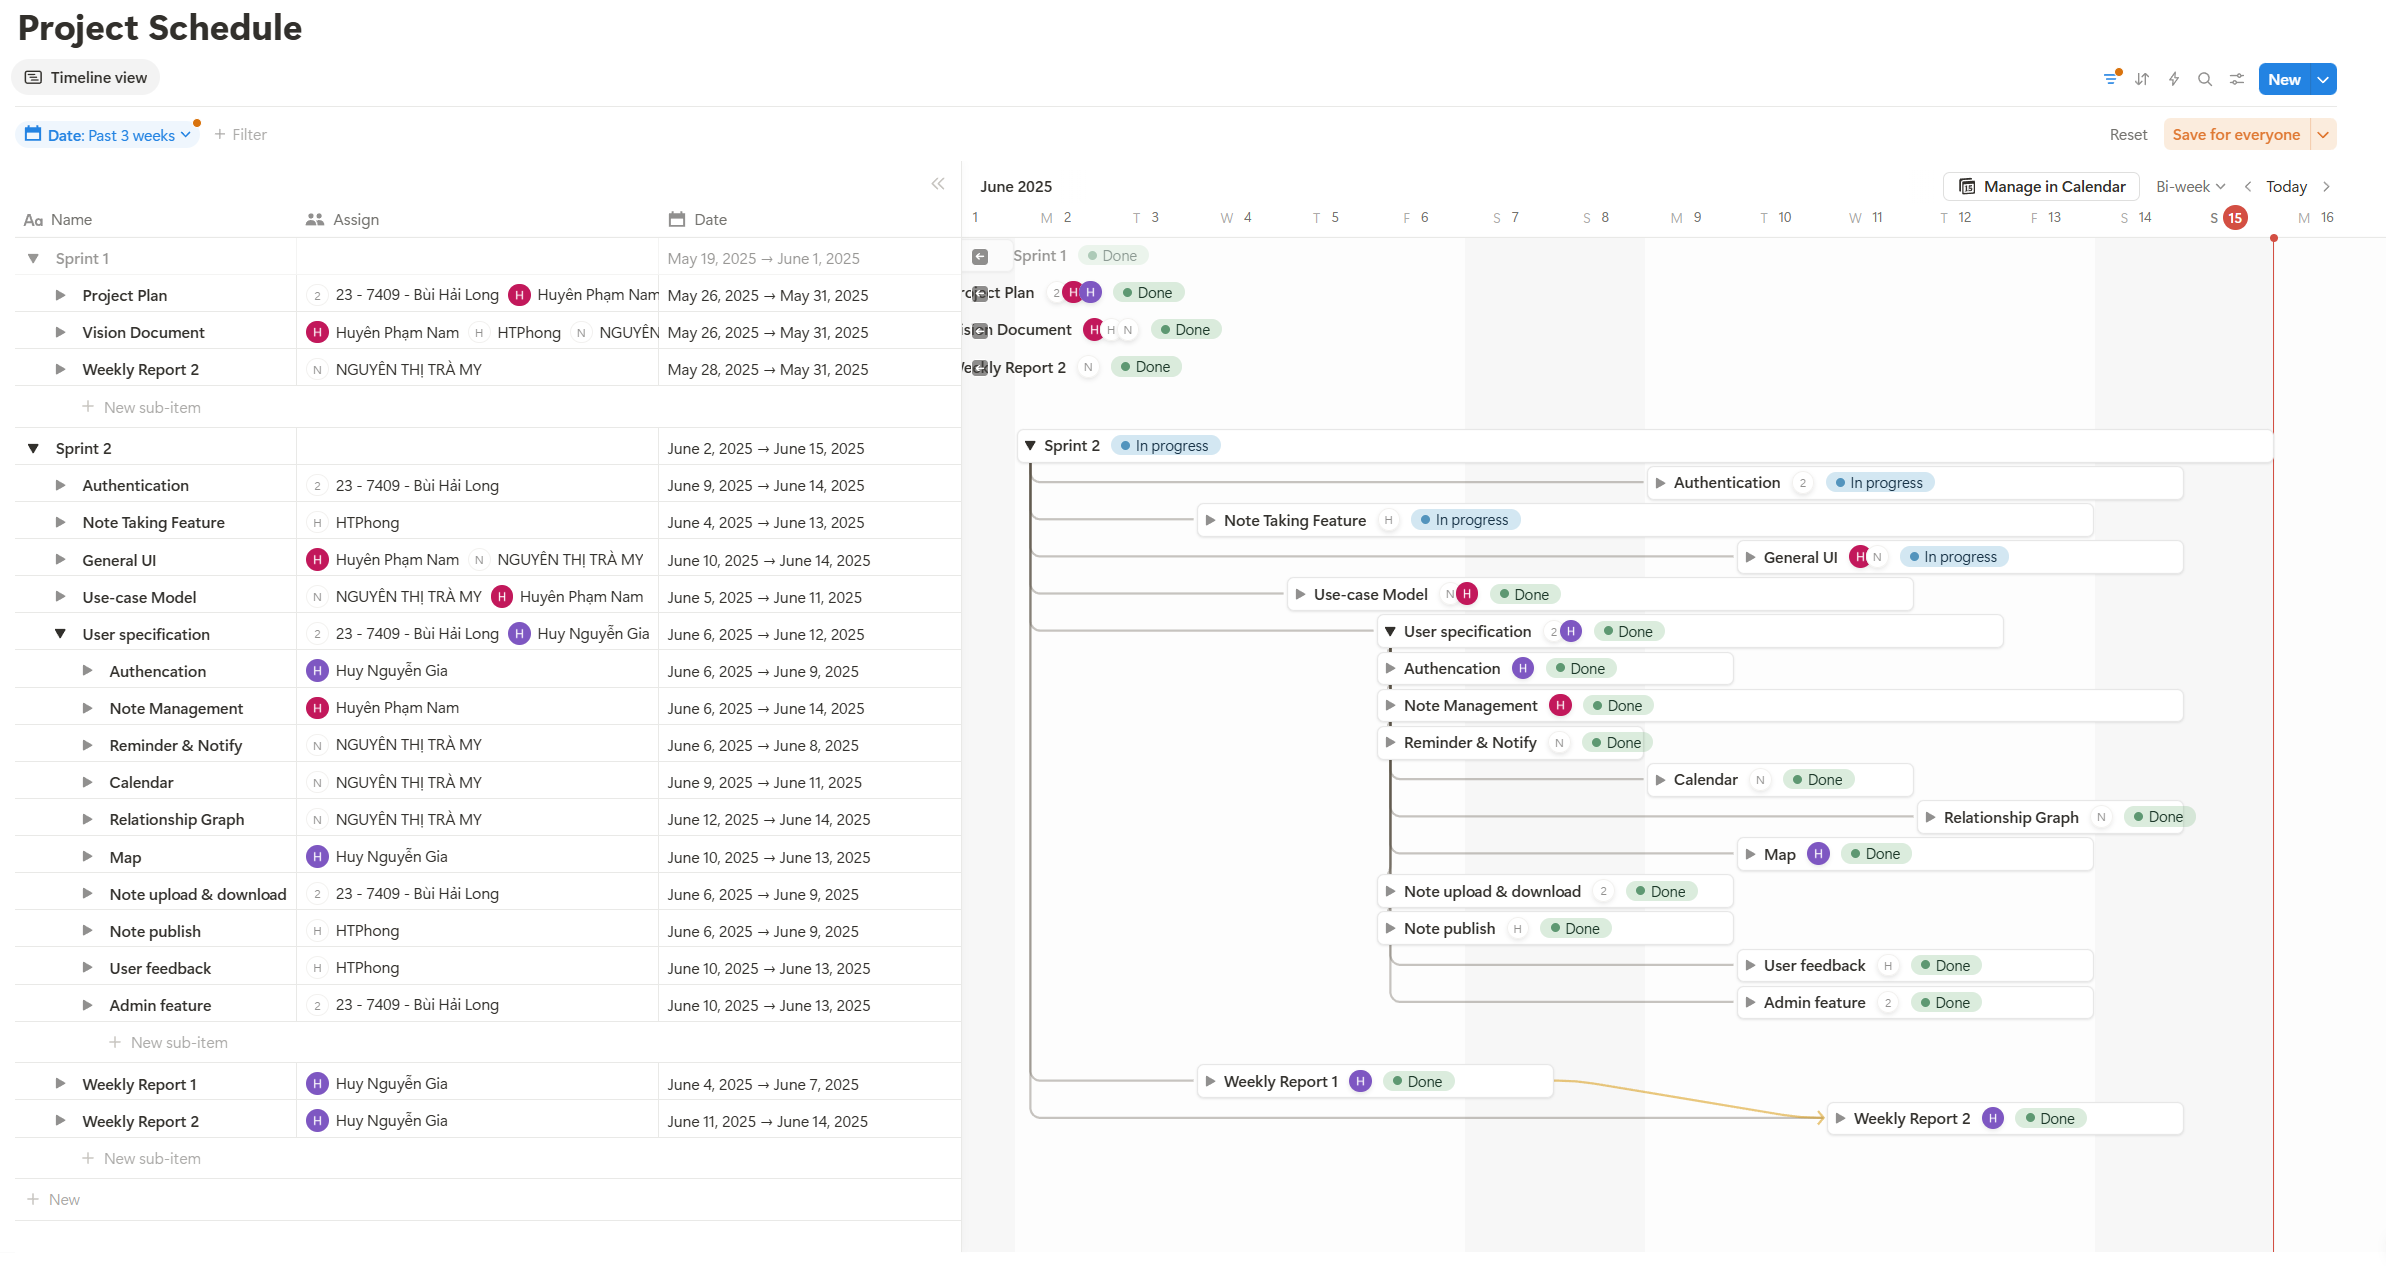 Project Schedule
Timeline view
New
Date: Past 3 weeks
+ Filter
Reset
Save for everyone
June 2025
Manage in Calendar
Bi-week
Today
Aa Name
Assign
Date
1 M 2 T 3 W 4 T 5 F 6 S 7 S 8 M 9 T 10 W 11 T 12 F 13 S 14 S 15 M 16
Sprint 1 May 19, 2025 → June 1, 2025 Sprint 1 Done
Project Plan 2 23 - 7409 - Bùi Hải Long H Huyên Phạm Nam May 26, 2025 → May 31, 2025 ct Plan 2 H H Done
Vision Document H Huyên Phạm Nam H HTPhong N NGUYÊN May 26, 2025 → May 31, 2025 Document H H N Done
Weekly Report 2 N NGUYÊN THỊ TRÀ MY May 28, 2025 → May 31, 2025 Report 2 N Done
+ New sub-item
Sprint 2 June 2, 2025 → June 15, 2025 Sprint 2 In progress
Authentication 2 23 - 7409 - Bùi Hải Long June 9, 2025 → June 14, 2025 Authentication 2 In progress
Note Taking Feature H HTPhong June 4, 2025 → June 13, 2025 Note Taking Feature H In progress
General UI H Huyên Phạm Nam N NGUYÊN THỊ TRÀ MY June 10, 2025 → June 14, 2025 General UI H N In progress
Use-case Model N NGUYÊN THỊ TRÀ MY H Huyên Phạm Nam June 5, 2025 → June 11, 2025 Use-case Model N H Done
User specification 2 23 - 7409 - Bùi Hải Long H Huy Nguyễn Gia June 6, 2025 → June 12, 2025 User specification 2 H Done
Authencation H Huy Nguyễn Gia June 6, 2025 → June 9, 2025 Authencation H Done
Note Management H Huyên Phạm Nam June 6, 2025 → June 14, 2025 Note Management H Done
Reminder & Notify N NGUYÊN THỊ TRÀ MY June 6, 2025 → June 8, 2025 Reminder & Notify N Done
Calendar N NGUYÊN THỊ TRÀ MY June 9, 2025 → June 11, 2025 Calendar N Done
Relationship Graph N NGUYÊN THỊ TRÀ MY June 12, 2025 → June 14, 2025 Relationship Graph N Done
Map H Huy Nguyễn Gia June 10, 2025 → June 13, 2025 Map H Done
Note upload & download 2 23 - 7409 - Bùi Hải Long June 6, 2025 → June 9, 2025 Note upload & download 2 Done
Note publish H HTPhong June 6, 2025 → June 9, 2025 Note publish H Done
User feedback H HTPhong June 10, 2025 → June 13, 2025 User feedback H Done
Admin feature 2 23 - 7409 - Bùi Hải Long June 10, 2025 → June 13, 2025 Admin feature 2 Done
+ New sub-item
Weekly Report 1 H Huy Nguyễn Gia June 4, 2025 → June 7, 2025 Weekly Report 1 H Done
Weekly Report 2 H Huy Nguyễn Gia June 11, 2025 → June 14, 2025 Weekly Report 2 H Done
+ New sub-item
+ New